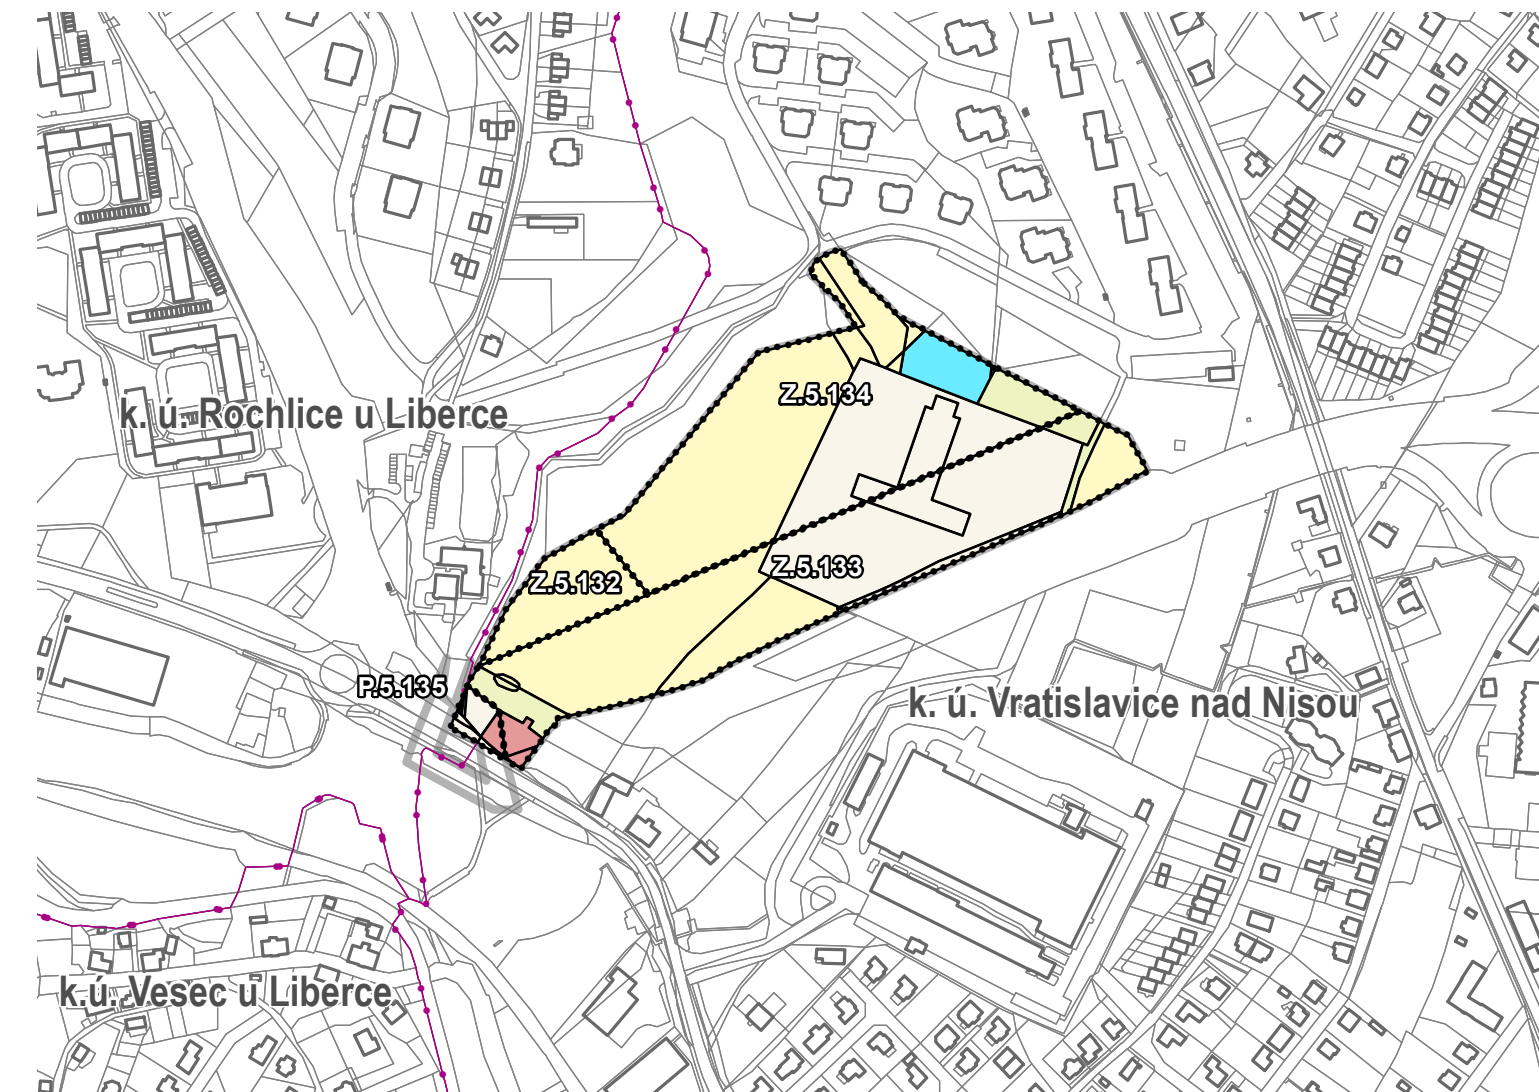 Z.5.134
k. ú. Rochlice u Liberce
Z.5.133
Z.5.132
P.5.135
k. ú. Vratislavice nad Nisou
k.ú. Vesec u Liberce